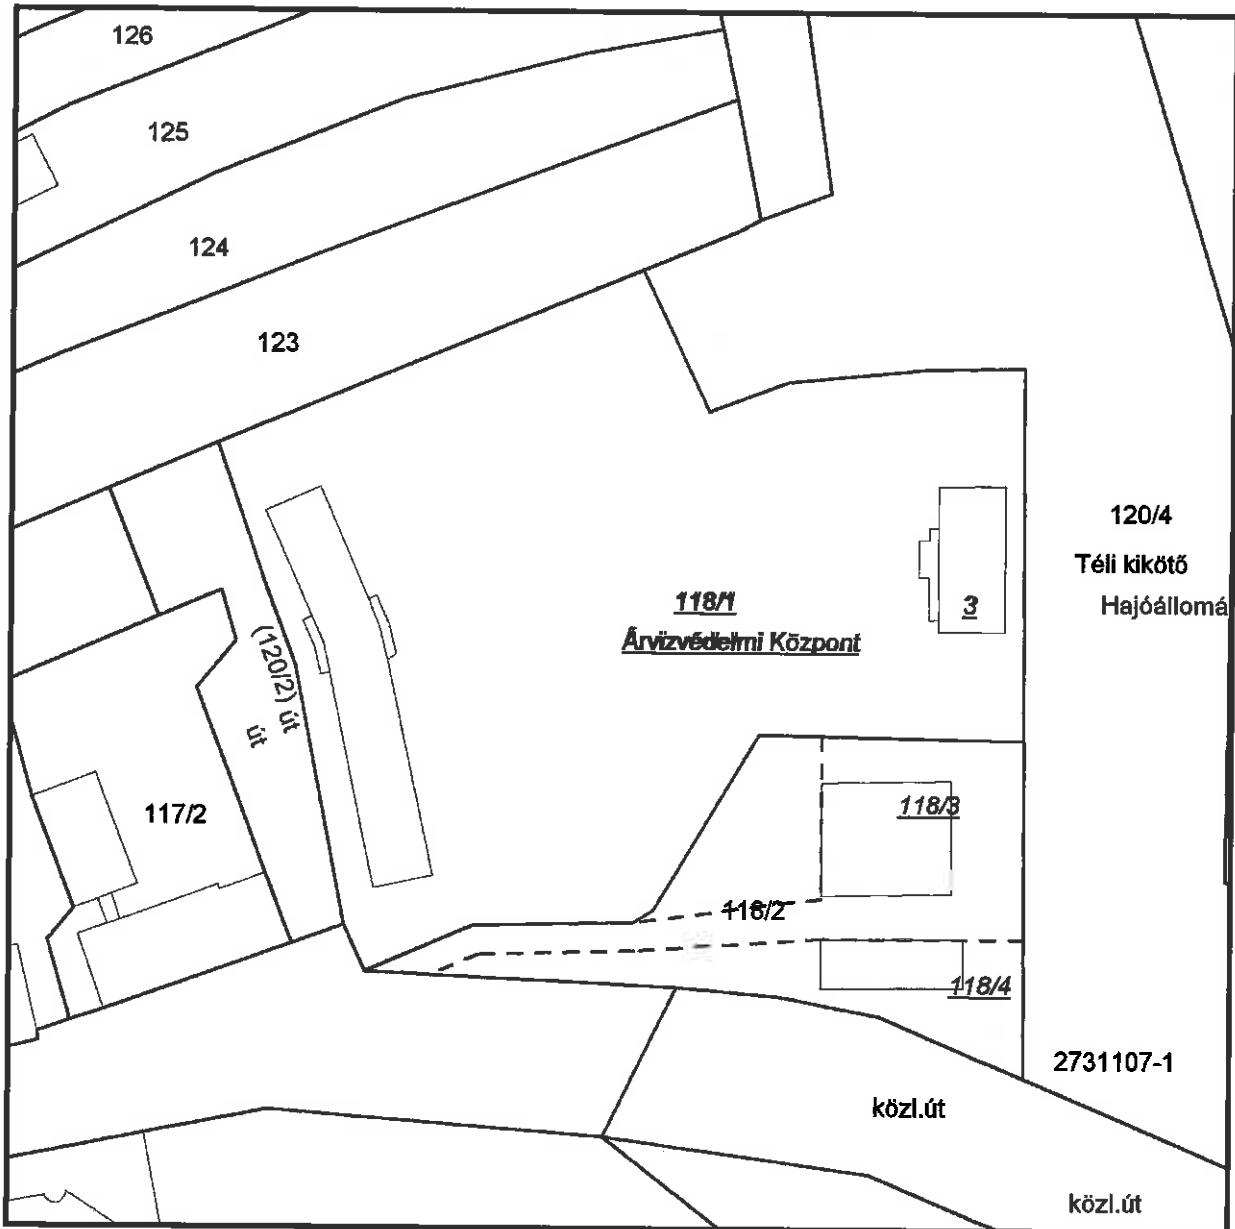 126
125
124
123
120/4
Téli kikötő
Hajóállomá
118/1
Árvizvédelmi Központ
3
(120/2) út
út
117/2
118/3
118/2
118/4
2731107-1
közl.út
közl.út